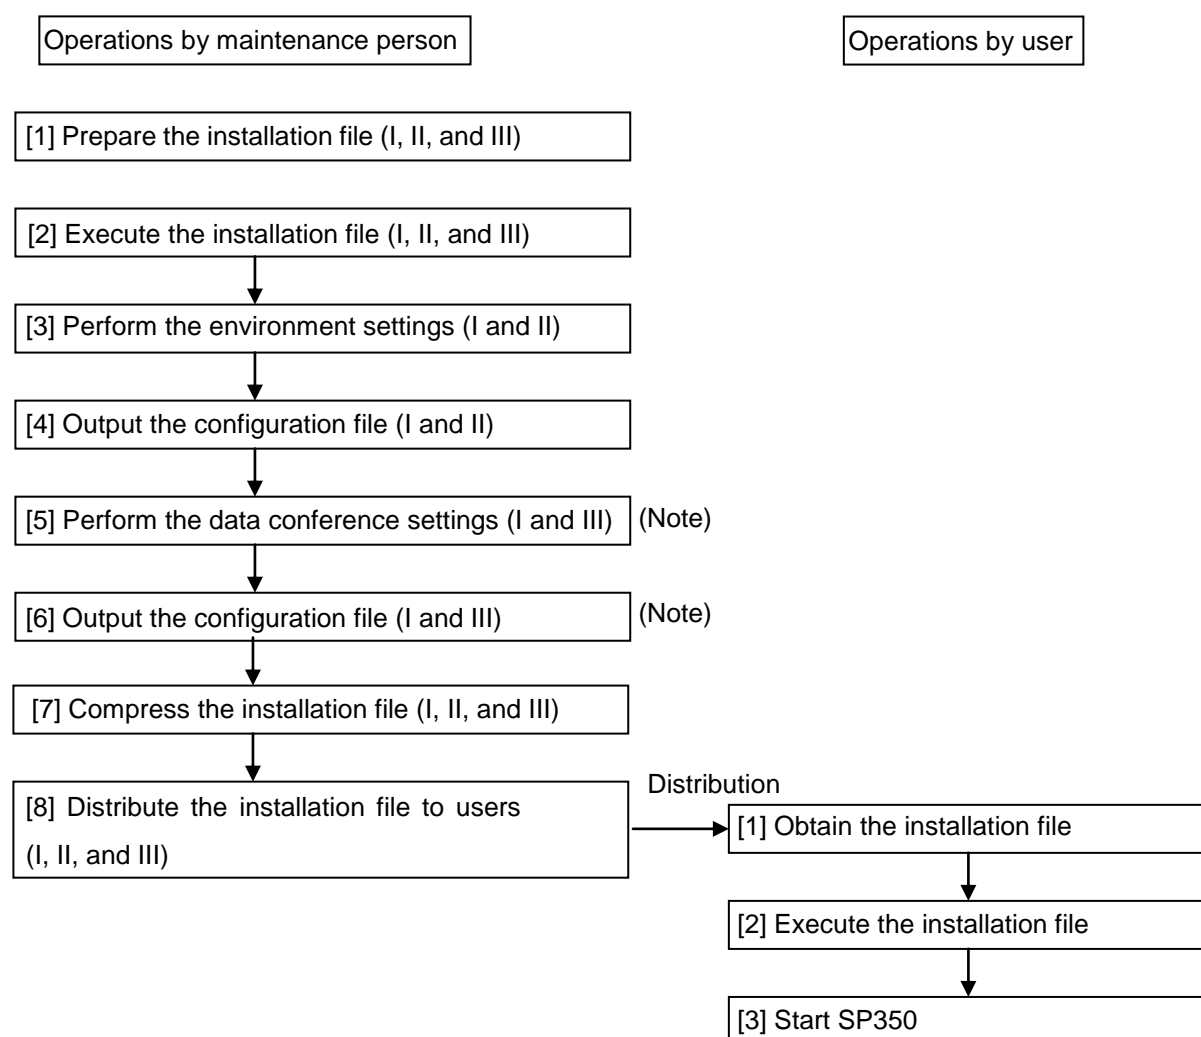 Operations by maintenance person
Operations by user
[1] Prepare the installation file (I, II, and III)
[2] Execute the installation file (I, II, and III)
[3] Perform the environment settings (I and II)
[4] Output the configuration file (I and II)
[5] Perform the data conference settings (I and III)
(Note)
[6] Output the configuration file (I and III)
(Note)
[7] Compress the installation file (I, II, and III)
[8] Distribute the installation file to users
(I, II, and III)
Distribution
[1] Obtain the installation file
[2] Execute the installation file
[3] Start SP350